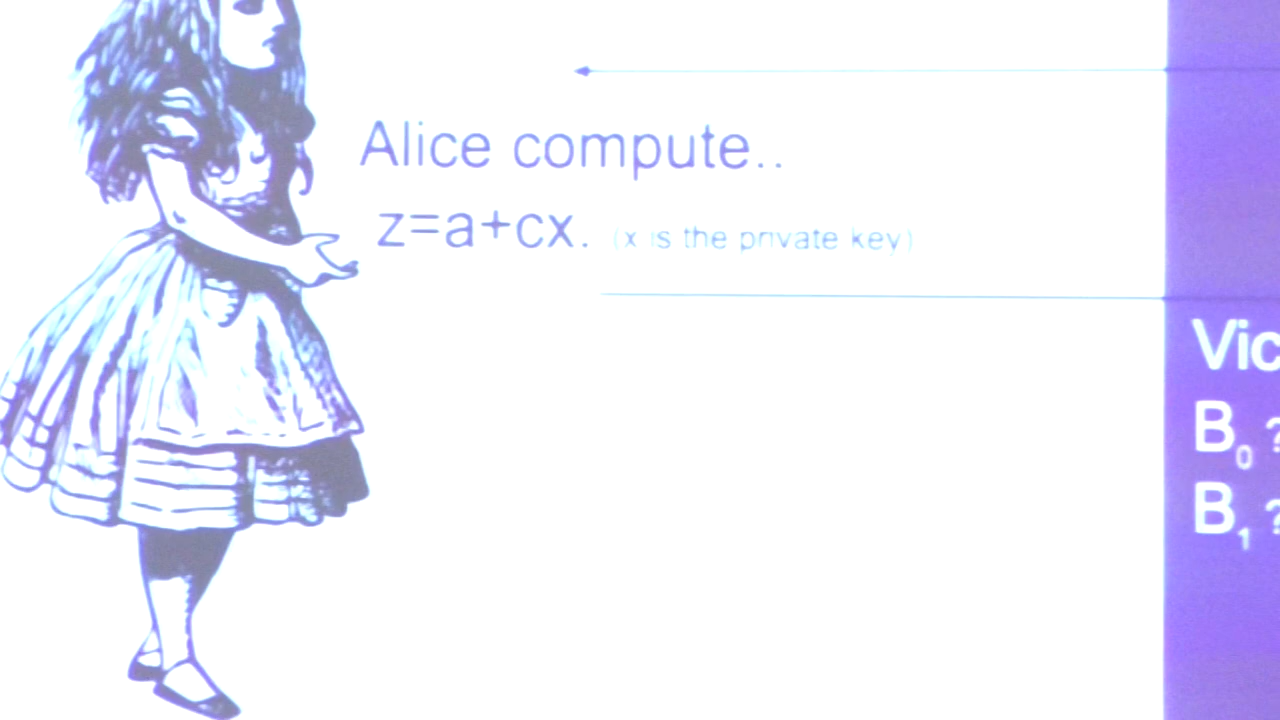 Alice compute..
z=a+cx. (x is the private key)
Vic
B₀ ?
B₁ ?